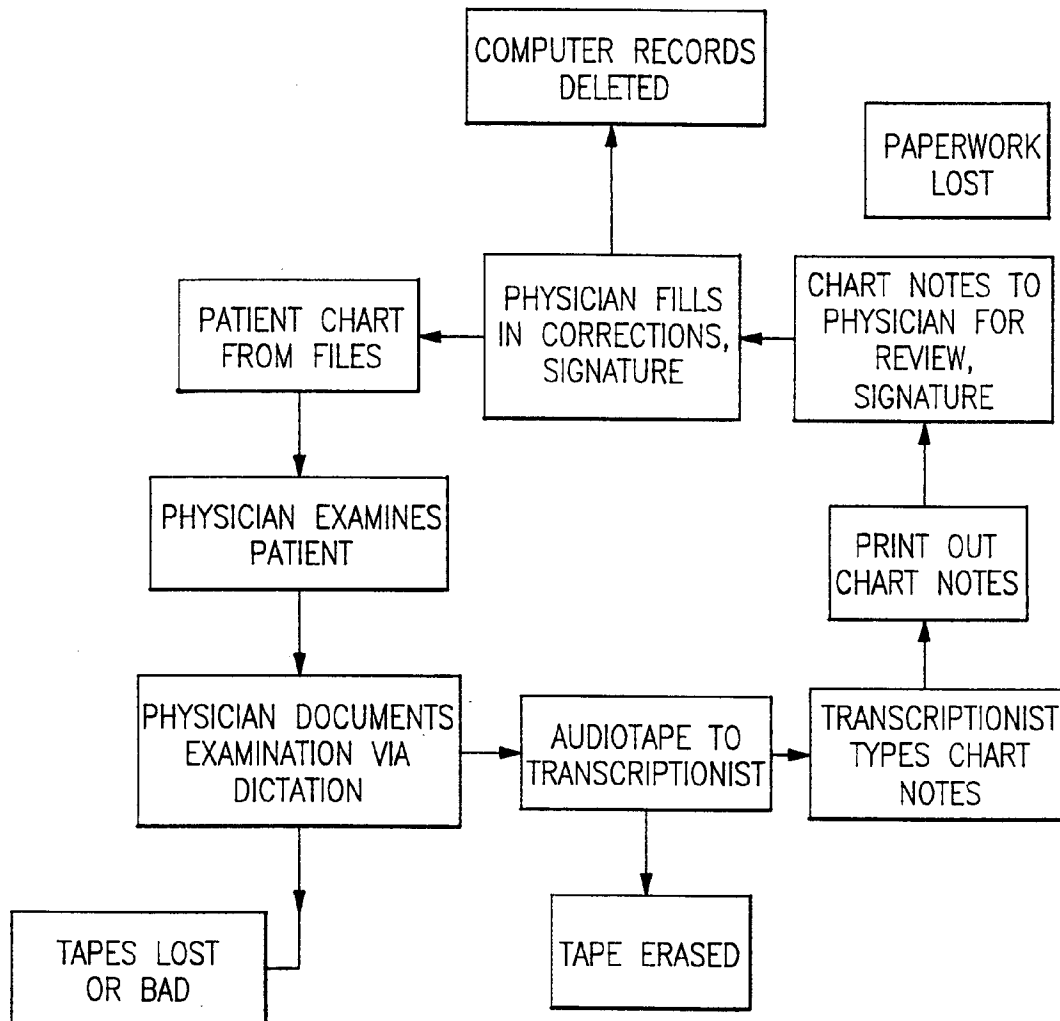 COMPUTER RECORDS
DELETED
PAPERWORK
LOST
PATIENT CHART
FROM FILES
PHYSICIAN FILLS
IN CORRECTIONS,
SIGNATURE
CHART NOTES TO
PHYSICIAN FOR
REVIEW,
SIGNATURE
PHYSICIAN EXAMINES
PATIENT
PRINT OUT
CHART NOTES
PHYSICIAN DOCUMENTS
EXAMINATION VIA
DICTATION
AUDIOTAPE TO
TRANSCRIPTIONIST
TRANSCRIPTIONIST
TYPES CHART
NOTES
TAPES LOST
OR BAD
TAPE ERASED